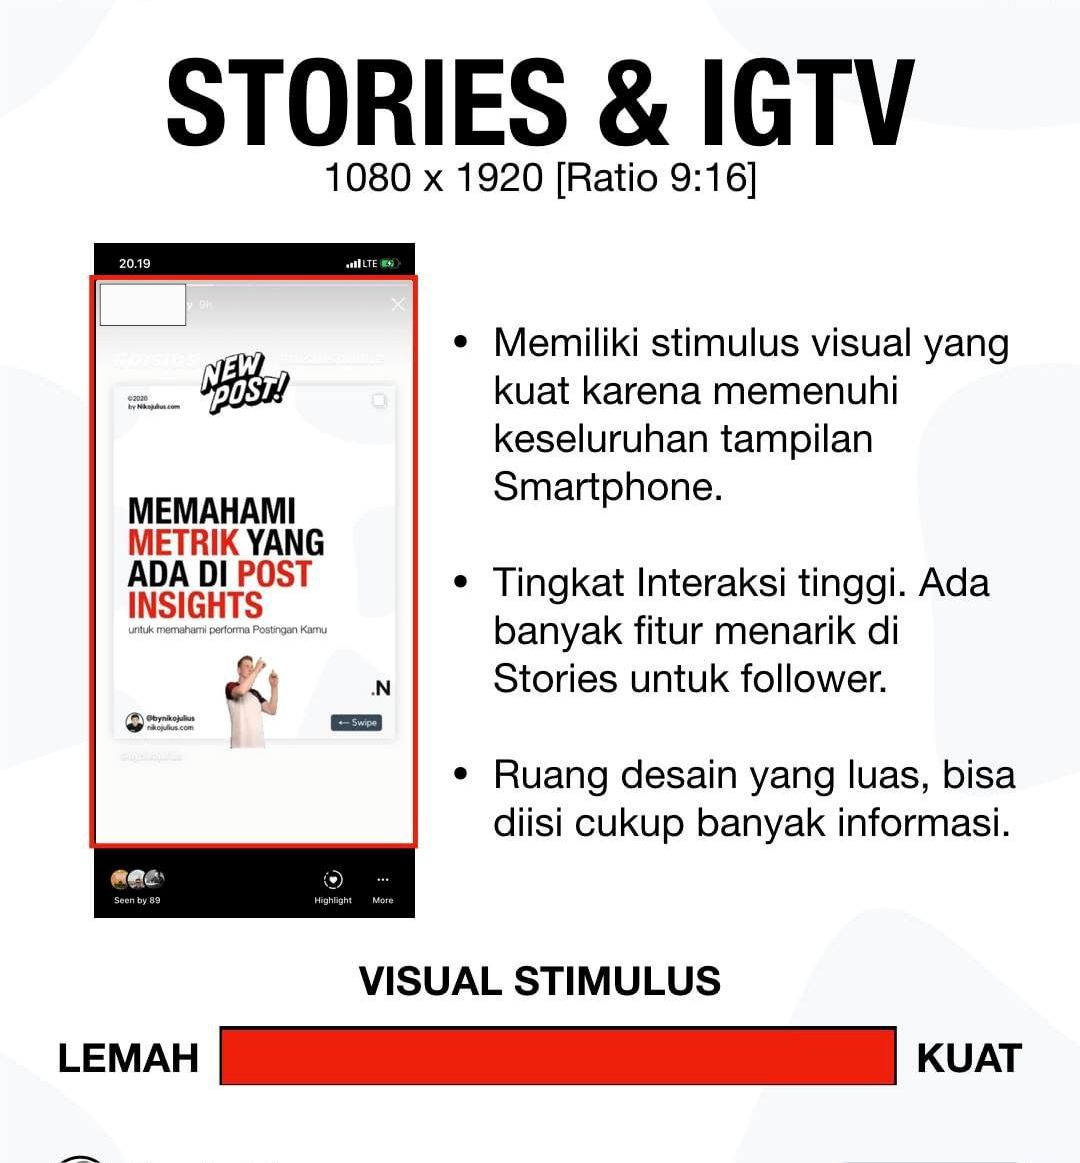 STORIES & IGTV
1080 x 1920 [Ratio 9:16]
20.19
LTE
y 9h
NEW
POST!
©2020
by Nikojulius.com
MEMAHAMI
METRIK YANG
ADA DI POST
INSIGHTS
untuk memahami performa Postingan Kamu
.N
@bynikojulius
nikojulius.com
← Swipe
Seen by 89
Highlight
More
• Memiliki stimulus visual yang
kuat karena memenuhi
keseluruhan tampilan
Smartphone.
• Tingkat Interaksi tinggi. Ada
banyak fitur menarik di
Stories untuk follower.
• Ruang desain yang luas, bisa
diisi cukup banyak informasi.
VISUAL STIMULUS
LEMAH
KUAT